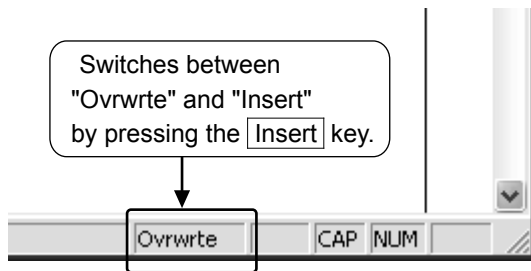 Switches between
"Ovrwrte" and "Insert"
by pressing the Insert key.
Ovrwrte CAP NUM